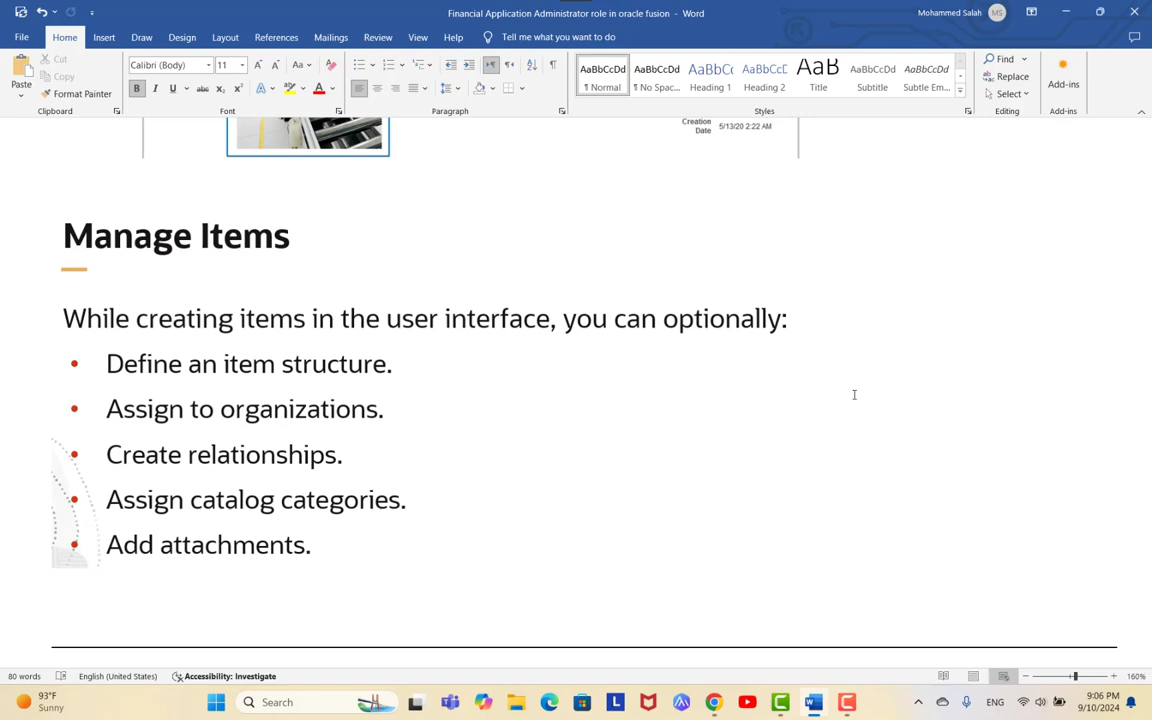 Financial Application Administrator role in oracle fusion - Word
Mohammed Salah
MS
File Home Insert Draw Design Layout References Mailings Review View Help Tell me what you want to do
Paste
Cut
Copy
Format Painter
Clipboard
Calibri (Body) 11
Font
Paragraph
AaBbCcDd AaBbCcDd AaBbCc AaBbCcC AaB AaBbCcDd AaBbCcDd
¶ Normal ¶ No Spac... Heading 1 Heading 2 Title Subtitle Subtle Em...
Styles
Find
Replace
Select
Editing
Add-ins
Add-ins
Creation
Date
5/13/20 2:22 AM
Manage Items
While creating items in the user interface, you can optionally:
• Define an item structure.
• Assign to organizations.
• Create relationships.
• Assign catalog categories.
• Add attachments.
80 words English (United States) Accessibility: Investigate 160%
93°F
Sunny
Search
ENG
9:06 PM
9/10/2024